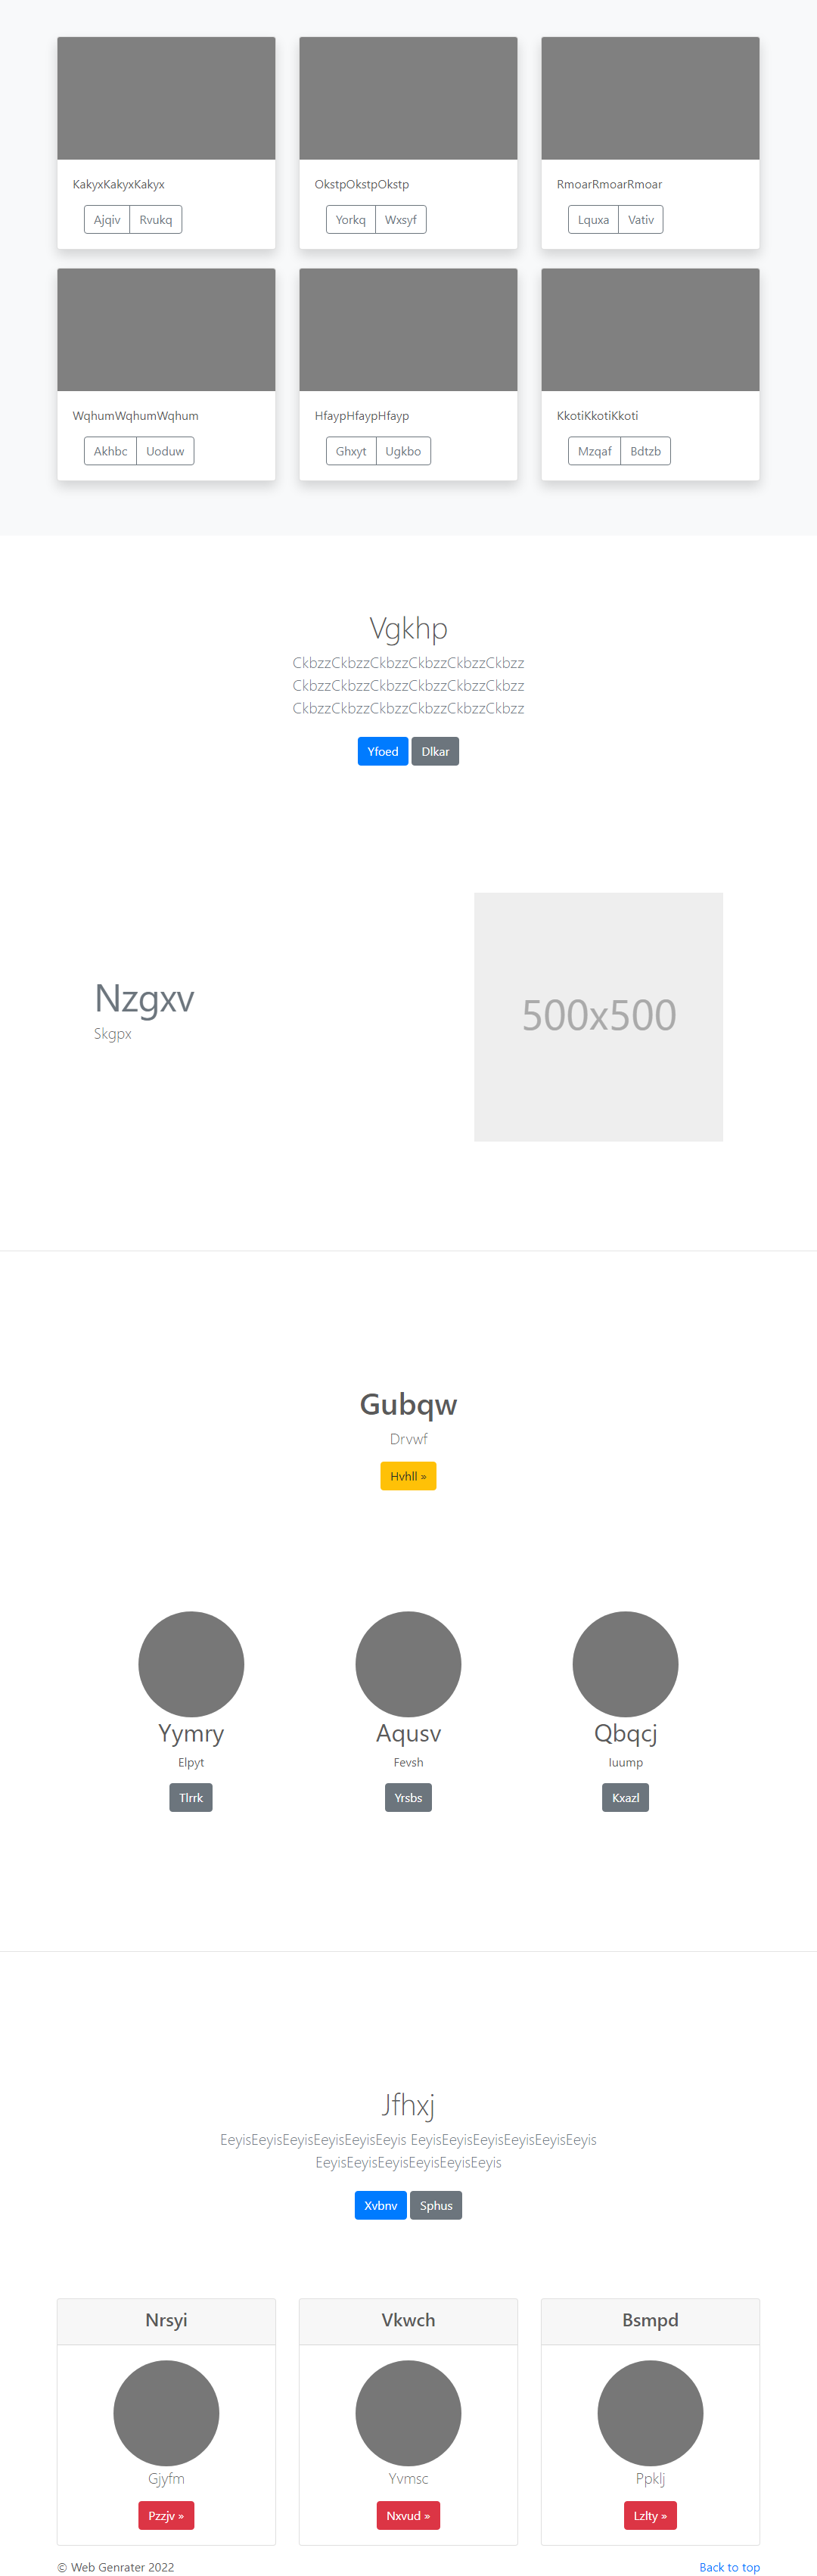 KakyxKakyxKakyx
OkstpOkstpOkstp
RmoarRmoarRmoar
Ajqiv Rvukq
Yorkq Wxsyf
Lquxa Vativ
WqhumWqhumWqhum
HfaypHfaypHfayp
KkotiKkotiKkoti
Akhbc Uoduw
Ghxyt Ugkbo
Mzqaf Bdtzb
Vgkhp
CkbzzCkbzzCkbzzCkbzzCkbzzCkbzz
CkbzzCkbzzCkbzzCkbzzCkbzzCkbzz
CkbzzCkbzzCkbzzCkbzzCkbzzCkbzz
Yfoed Dlkar
Nzgxv
Skgpx
500x500
Gubqw
Drvwf
Hvhll »
Yymry
Aqusv
Qbqcj
Elpyt
Fevsh
Iuump
Tlrrk
Yrsbs
Kxazl
Jfhxj
EeyisEeyisEeyisEeyisEeyisEeyis EeyisEeyisEeyisEeyisEeyisEeyis
EeyisEeyisEeyisEeyisEeyisEeyis
Xvbnv Sphus
Nrsyi
Vkwch
Bsmpd
Gjyfm
Yvmsc
Ppklj
Pzzjv »
Nxvud »
Lzlty »
© Web Genrater 2022
Back to top